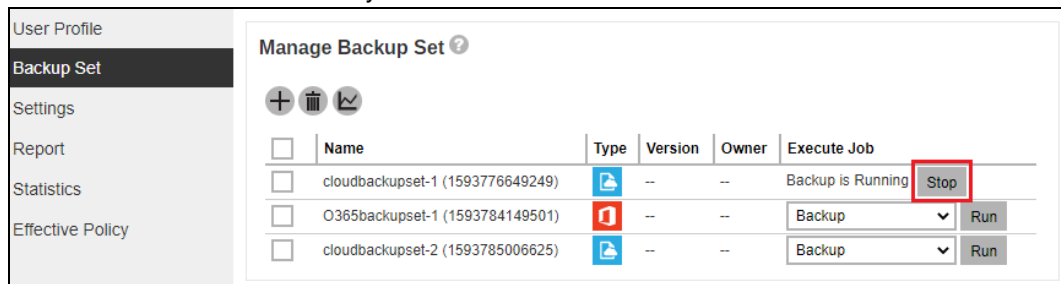 User Profile
Backup Set
Settings
Report
Statistics
Effective Policy
Manage Backup Set ?
Name Type Version Owner Execute Job
cloudbackupset-1 (1593776649249) -- -- Backup is Running Stop
O365backupset-1 (1593784149501) -- -- Backup Run
cloudbackupset-2 (1593785006625) -- -- Backup Run